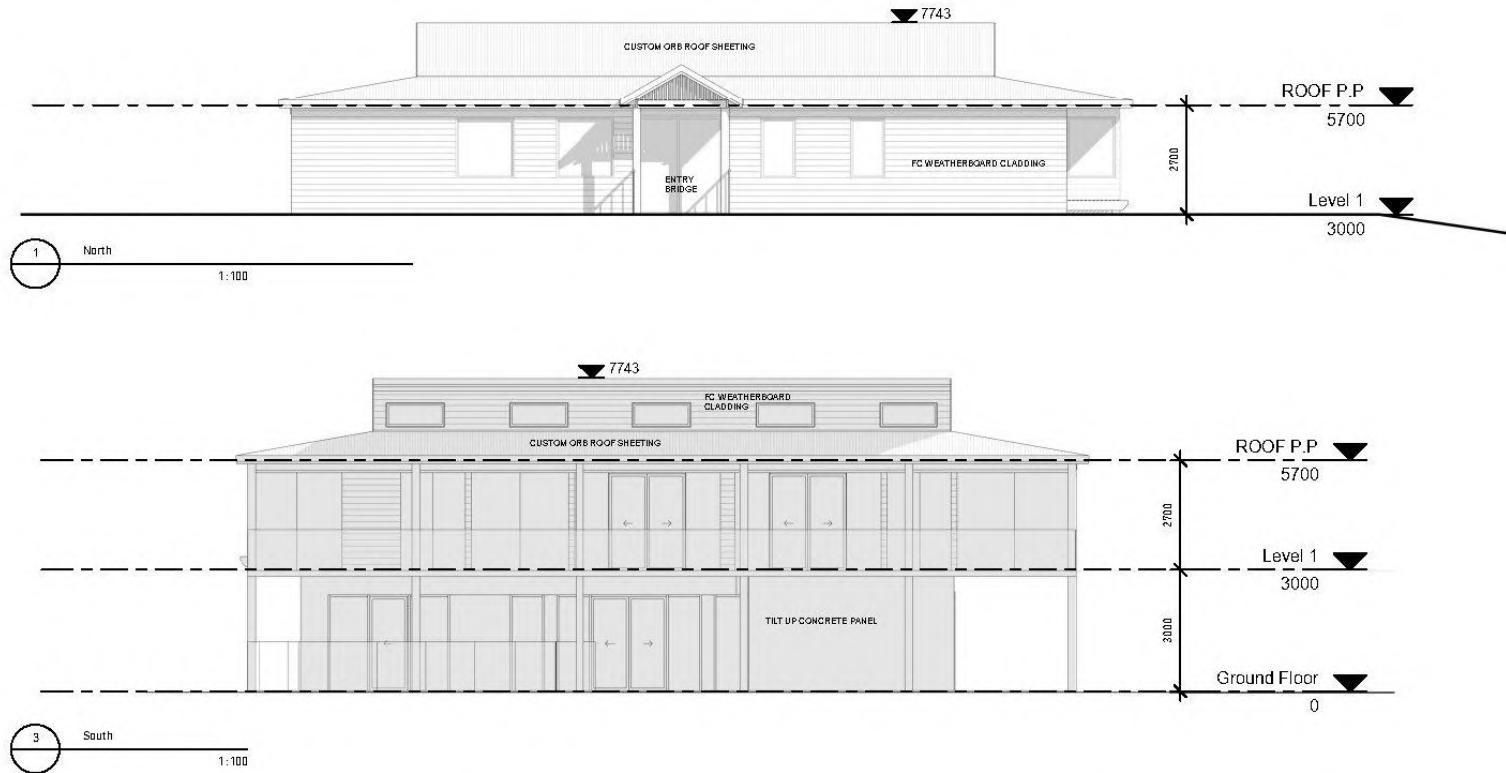 7743
CUSTOM ORB ROOF SHEETING
ROOF P.P
5700
2700
FC WEATHERBOARD CLADDING
ENTRY
BRIDGE
Level 1
3000
1
North
1:100
7743
FC WEATHERBOARD
CLADDING
CUSTOM ORB ROOF SHEETING
ROOF P.P
5700
2700
Level 1
3000
TILT UP CONCRETE PANEL
3000
Ground Floor
0
3
South
1:100